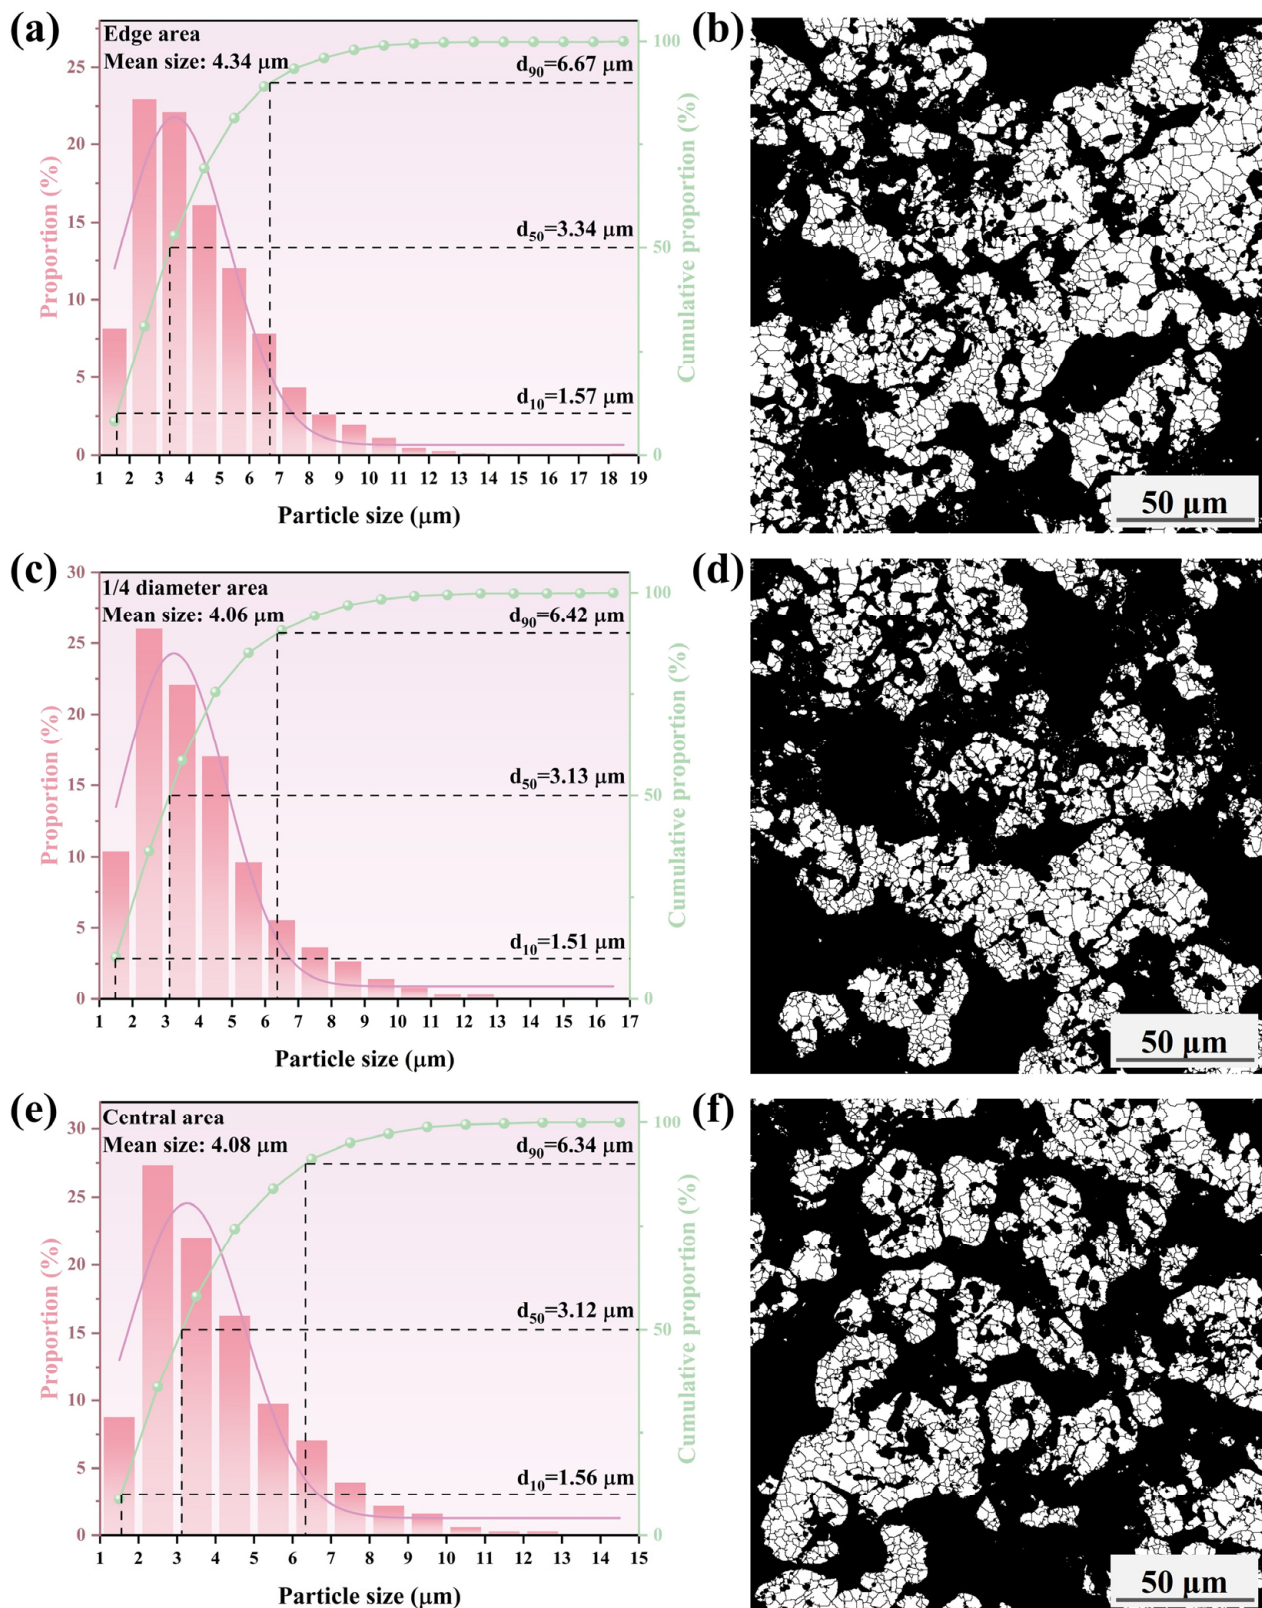 (a)
Edge area
Mean size: 4.34 μm
d90=6.67 μm
d50=3.34 μm
d10=1.57 μm
Proportion (%)
25
20
15
10
5
0
Cumulative proportion (%)
100
50
0
1 2 3 4 5 6 7 8 9 10 11 12 13 14 15 16 17 18 19
Particle size (μm)
(b)
50 μm
(c)
1/4 diameter area
Mean size: 4.06 μm
d90=6.42 μm
d50=3.13 μm
d10=1.51 μm
Proportion (%)
30
25
20
15
10
5
0
Cumulative proportion (%)
100
50
0
1 2 3 4 5 6 7 8 9 10 11 12 13 14 15 16 17
Particle size (μm)
(d)
50 μm
(e)
Central area
Mean size: 4.08 μm
d90=6.34 μm
d50=3.12 μm
d10=1.56 μm
Proportion (%)
30
25
20
15
10
5
0
Cumulative proportion (%)
100
50
0
1 2 3 4 5 6 7 8 9 10 11 12 13 14 15
Particle size (μm)
(f)
50 μm